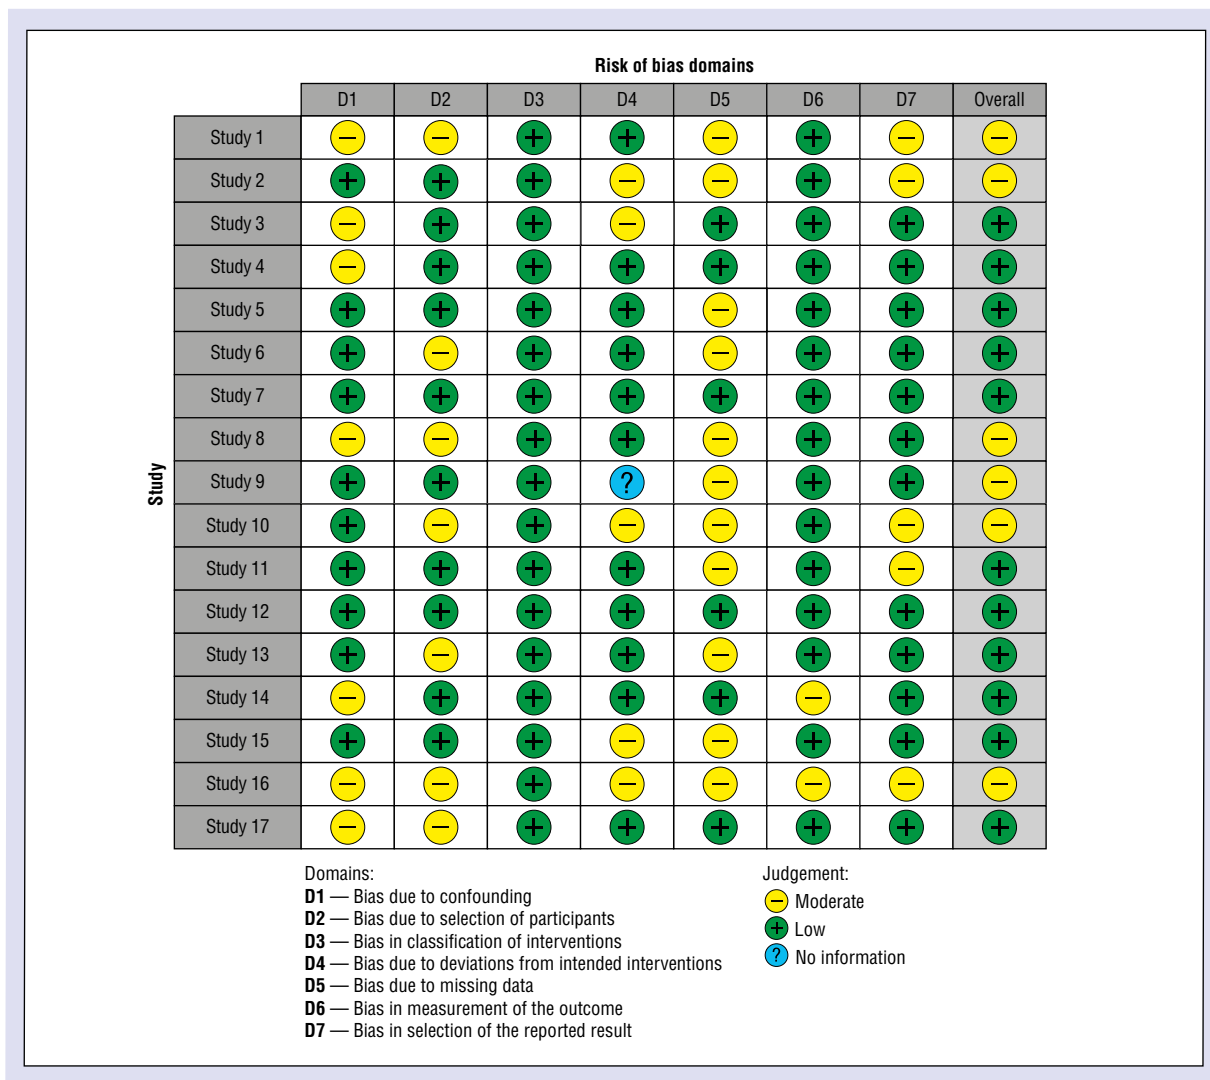 Risk of bias domains
D1 D2 D3 D4 D5 D6 D7 Overall
Study
Study 1 − − + + − + − −
Study 2 + + + − − + − −
Study 3 − + + − + + + +
Study 4 − + + + + + + +
Study 5 + + + + − + + +
Study 6 + − + + − + + +
Study 7 + + + + + + + +
Study 8 − − + + − + + −
Study 9 + + + ? − + + −
Study 10 + − + − − + − −
Study 11 + + + + − + − +
Study 12 + + + + + + + +
Study 13 + − + + − + + +
Study 14 − + + + + − + +
Study 15 + + + − − + + +
Study 16 − − + − − − − −
Study 17 − − + + + + + +
Domains:
D1 — Bias due to confounding
D2 — Bias due to selection of participants
D3 — Bias in classification of interventions
D4 — Bias due to deviations from intended interventions
D5 — Bias due to missing data
D6 — Bias in measurement of the outcome
D7 — Bias in selection of the reported result
Judgement:
− Moderate
+ Low
? No information